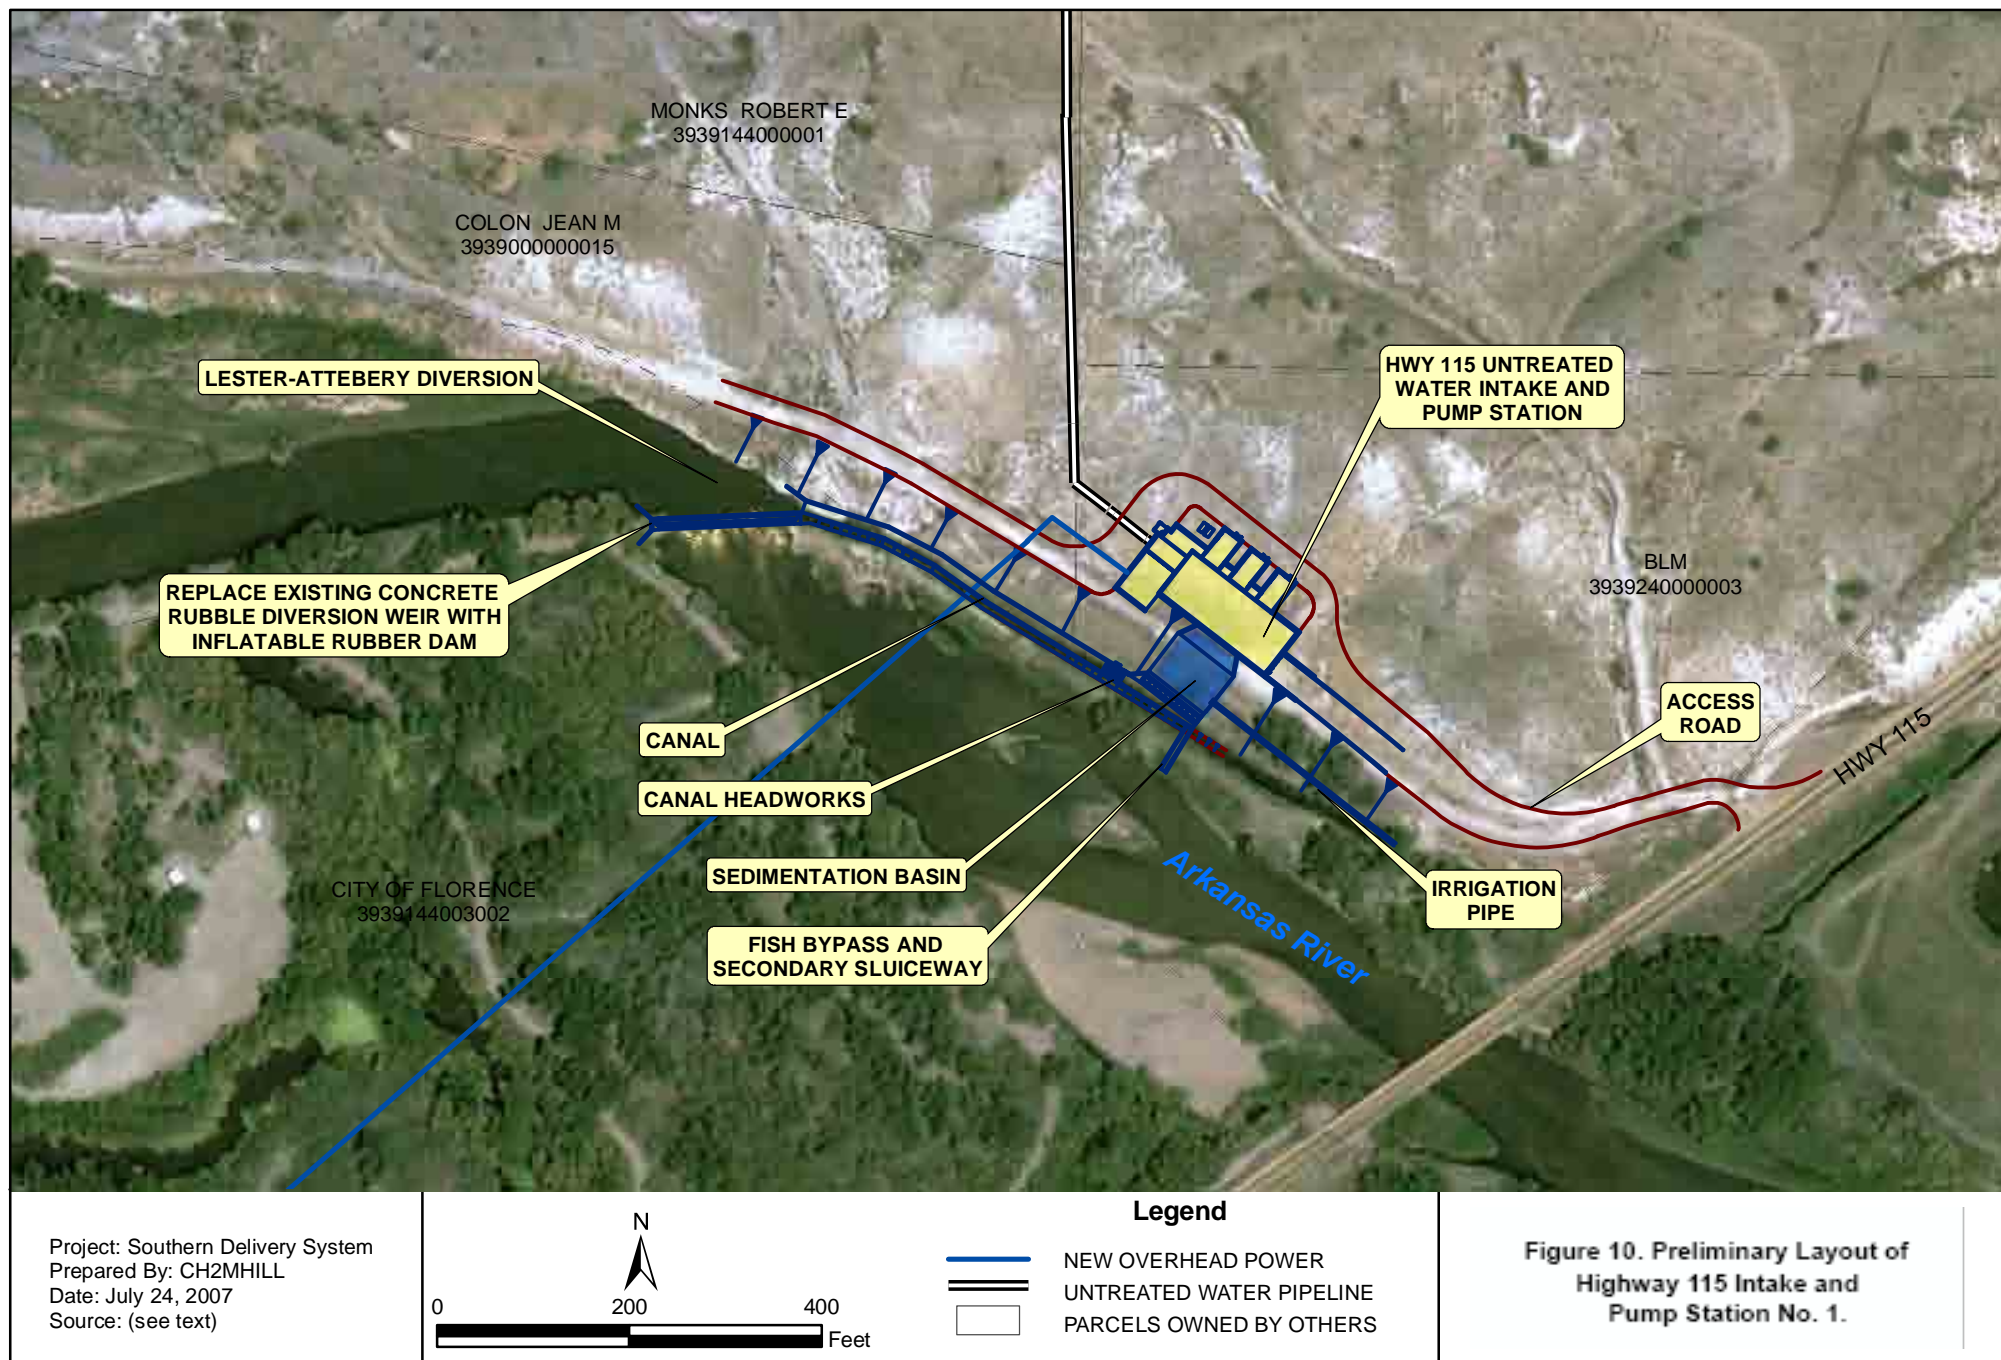 MONKS  ROBERT E
3939144000001
COLON  JEAN M
3939000000015
LESTER-ATTEBERY DIVERSION
HWY 115 UNTREATED
WATER INTAKE AND
PUMP STATION
REPLACE EXISTING CONCRETE
RUBBLE DIVERSION WEIR WITH
INFLATABLE RUBBER DAM
BLM
3939240000003
CANAL
ACCESS
ROAD
HWY 115
CANAL HEADWORKS
SEDIMENTATION BASIN
CITY OF FLORENCE
3939144003002
Arkansas River
IRRIGATION
PIPE
FISH BYPASS AND
SECONDARY SLUICEWAY
Project: Southern Delivery System
Prepared By: CH2MHILL
Date: July 24, 2007
Source: (see text)
N
0 200 400
Feet
Legend
NEW OVERHEAD POWER
UNTREATED WATER PIPELINE
PARCELS OWNED BY OTHERS
Figure 10. Preliminary Layout of
Highway 115 Intake and
Pump Station No. 1.